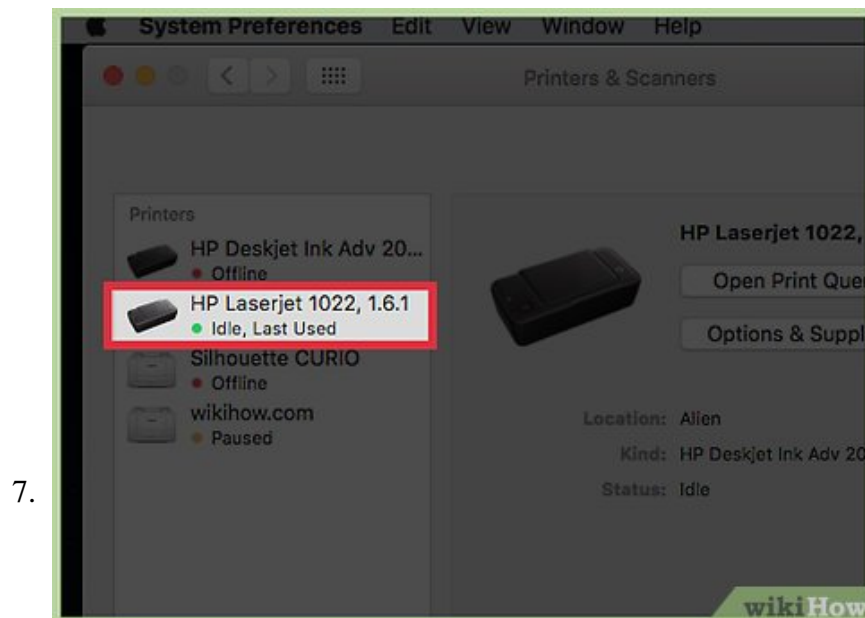 System Preferences Edit View Window Help
Printers & Scanners
Printers
HP Deskjet Ink Adv 20...
Offline
HP Laserjet 1022, 1.6.1
Idle, Last Used
Silhouette CURIO
Offline
wikihow.com
Paused
HP Laserjet 1022,
Open Print Que
Options & Suppl
Location: Alien
Kind: HP Deskjet Ink Adv 20
Status: Idle
7.
wikiHow